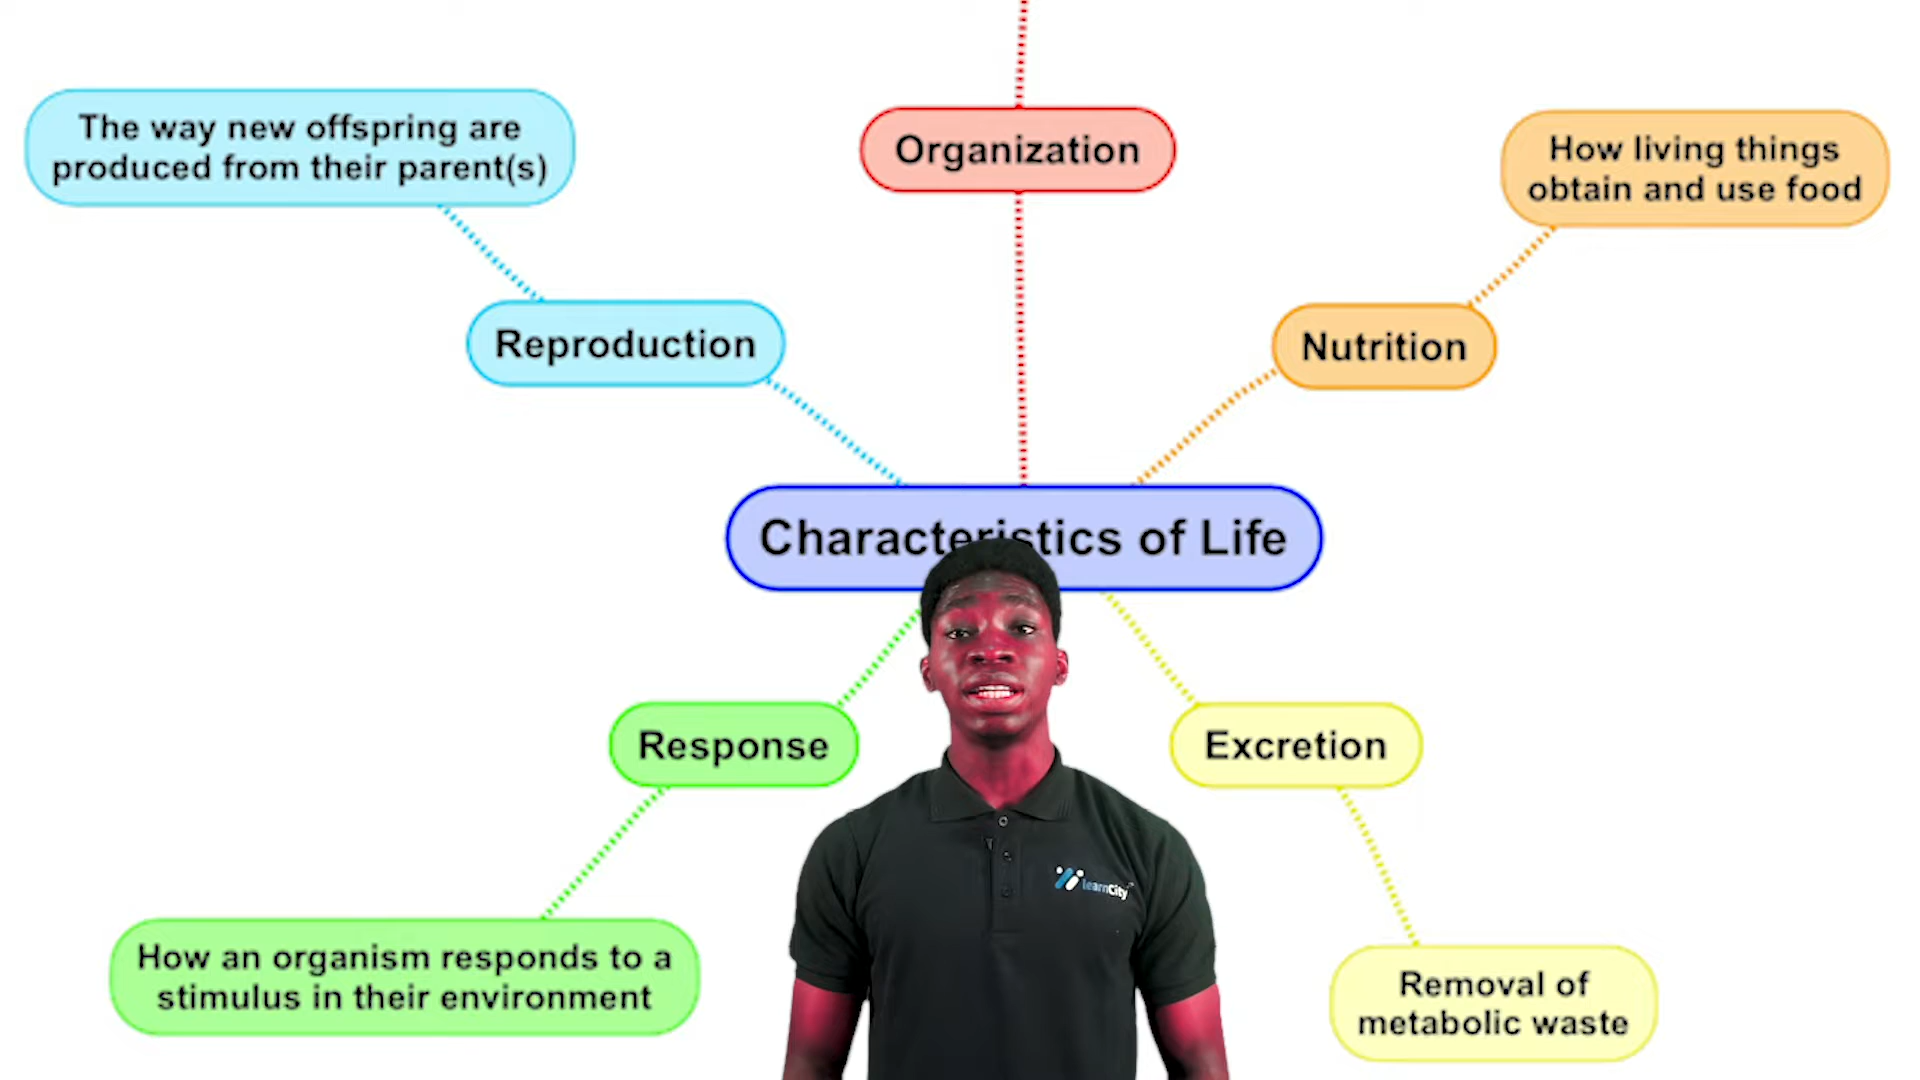 The way new offspring are
produced from their parent(s)
Organization
How living things
obtain and use food
Reproduction
Nutrition
Characteristics of Life
Response
Excretion
learnCity
How an organism responds to a
stimulus in their environment
Removal of
metabolic waste